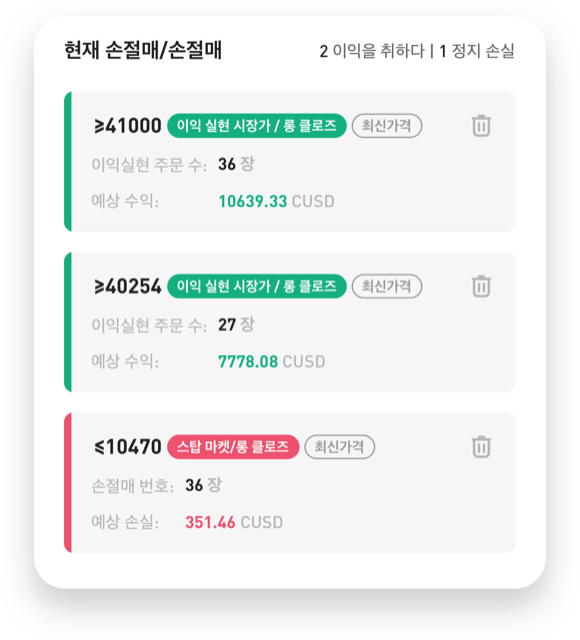 현재 손절매/손절매 2 이익을 취하다 | 1 정지 손실
≥41000 이익 실현 시장가 / 롱 클로즈 최신가격
이익실현 주문 수: 36 장
예상 수익: 10639.33 CUSD
≥40254 이익 실현 시장가 / 롱 클로즈 최신가격
이익실현 주문 수: 27 장
예상 수익: 7778.08 CUSD
≤10470 스탑 마켓/롱 클로즈 최신가격
손절매 번호: 36 장
예상 손실: 351.46 CUSD